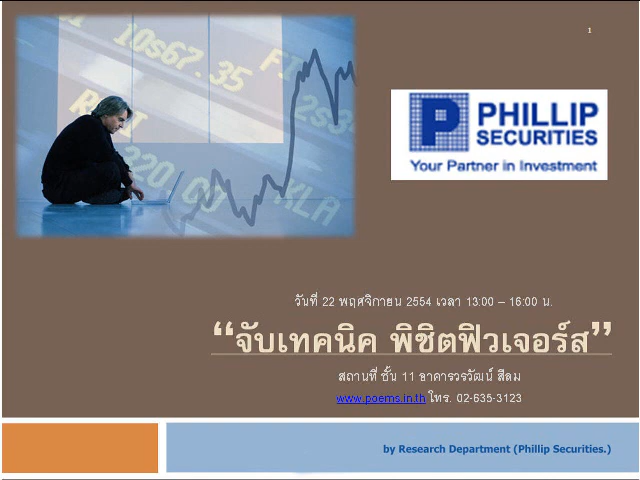 1
10s67.35
PHILLIP
SECURITIES
Your Partner in Investment
วันที่ 22 พฤศจิกายน 2554 เวลา 13:00 – 16:00 น.
“จับเทคนิค พิชิตฟิวเจอร์ส”
สถานที่ ชั้น 11 อาคารวรวัฒน์ สีลม
www.poems.in.th โทร. 02-635-3123
by Research Department (Phillip Securities.)